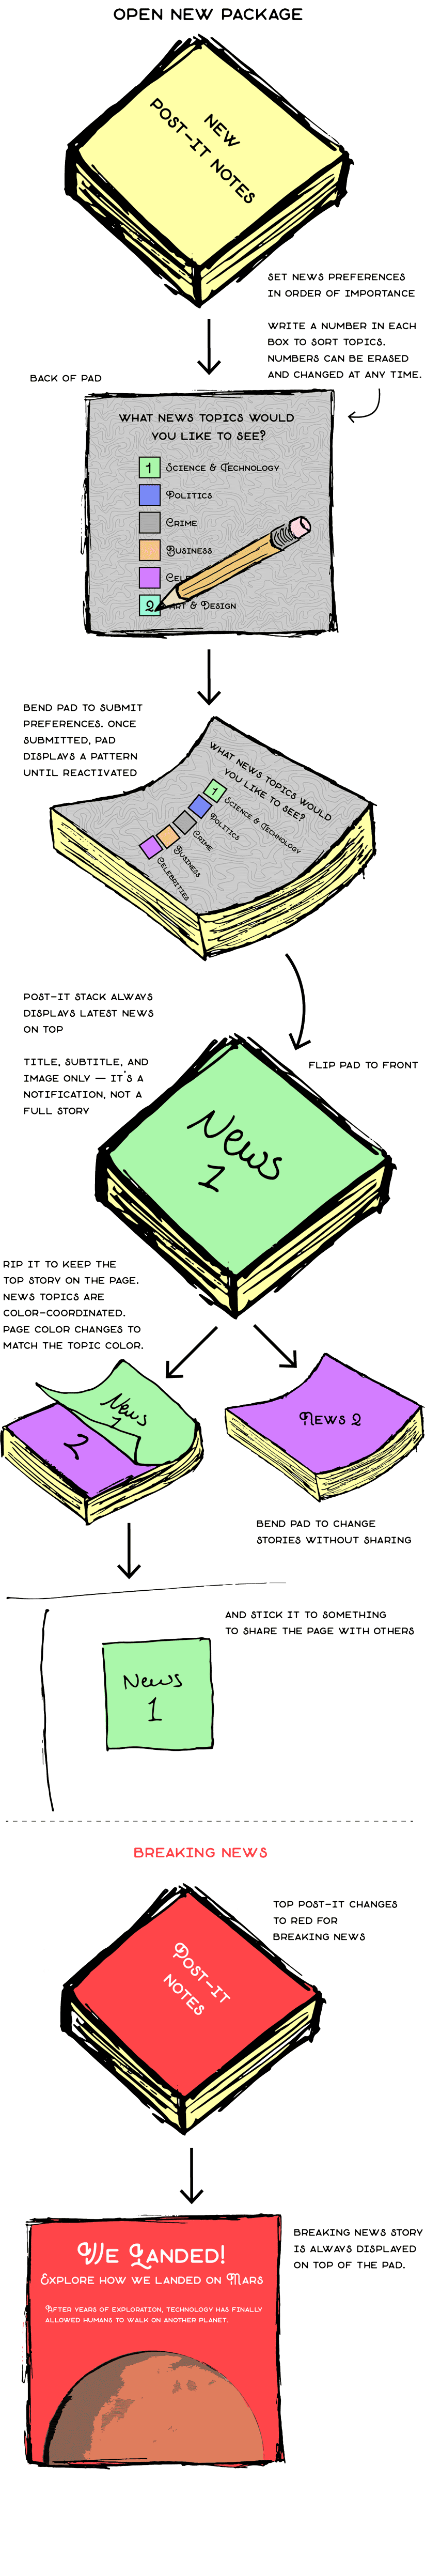 OPEN NEW PACKAGE
NEW
POST-IT NOTES
SET NEWS PREFERENCES
IN ORDER OF IMPORTANCE
WRITE A NUMBER IN EACH
BOX TO SORT TOPICS.
NUMBERS CAN BE ERASED
AND CHANGED AT ANY TIME.
BACK OF PAD
WHAT NEWS TOPICS WOULD
YOU LIKE TO SEE?
1 SCIENCE & TECHNOLOGY
POLITICS
CRIME
BUSINESS
CEL
2 ART & DESIGN
BEND PAD TO SUBMIT
PREFERENCES. ONCE
SUBMITTED, PAD
DISPLAYS A PATTERN
UNTIL REACTIVATED
WHAT NEWS TOPICS WOULD
YOU LIKE TO SEE?
1 SCIENCE & TECHNOLOGY
POLITICS
CRIME
BUSINESS
CELEBRITIES
POST-IT STACK ALWAYS
DISPLAYS LATEST NEWS
ON TOP
TITLE, SUBTITLE, AND
IMAGE ONLY — IT'S A
NOTIFICATION, NOT A
FULL STORY
FLIP PAD TO FRONT
News
1
RIP IT TO KEEP THE
TOP STORY ON THE PAGE.
NEWS TOPICS ARE
COLOR-COORDINATED.
PAGE COLOR CHANGES TO
MATCH THE TOPIC COLOR.
News
1
2
NEWS 2
BEND PAD TO CHANGE
STORIES WITHOUT SHARING
AND STICK IT TO SOMETHING
TO SHARE THE PAGE WITH OTHERS
News
1
BREAKING NEWS
TOP POST-IT CHANGES
TO RED FOR
BREAKING NEWS
POST-IT
NOTES
BREAKING NEWS STORY
IS ALWAYS DISPLAYED
ON TOP OF THE PAD.
WE LANDED!
EXPLORE HOW WE LANDED ON MARS
AFTER YEARS OF EXPLORATION, TECHNOLOGY HAS FINALLY
ALLOWED HUMANS TO WALK ON ANOTHER PLANET.